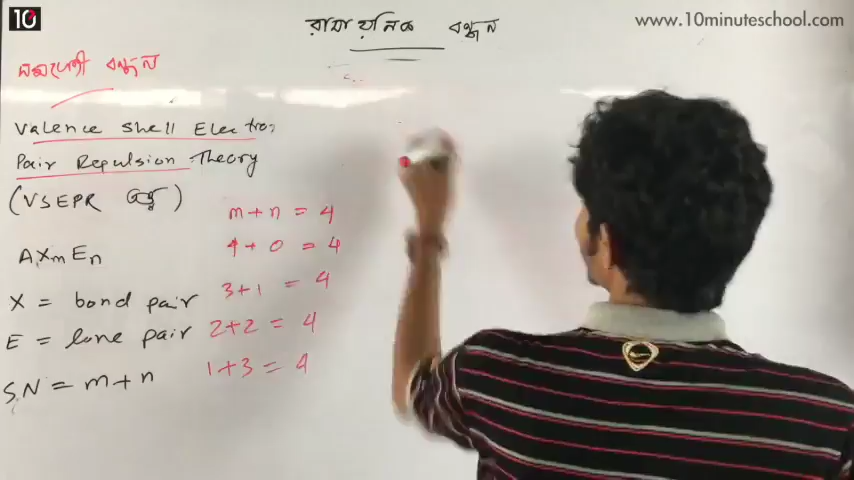 10
রাসায়নিক বন্ধন
www.10minuteschool.com
সমযোজী বন্ধন
Valence Shell Electron
Pair Repulsion Theory
(VSEPR তত্ত্ব)
AXmEn
X = bond pair
E = lone pair
S.N = m+n
m+n = 4
4+0 = 4
3+1 = 4
2+2 = 4
1+3 = 4